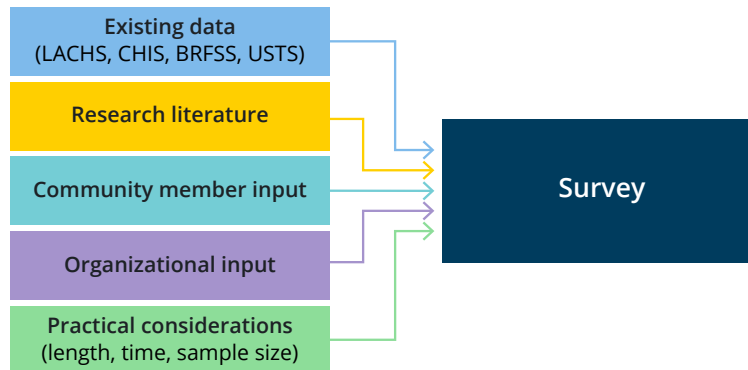 Existing data
(LACHS, CHIS, BRFSS, USTS)
Research literature
Community member input
Organizational input
Practical considerations
(length, time, sample size)
Survey